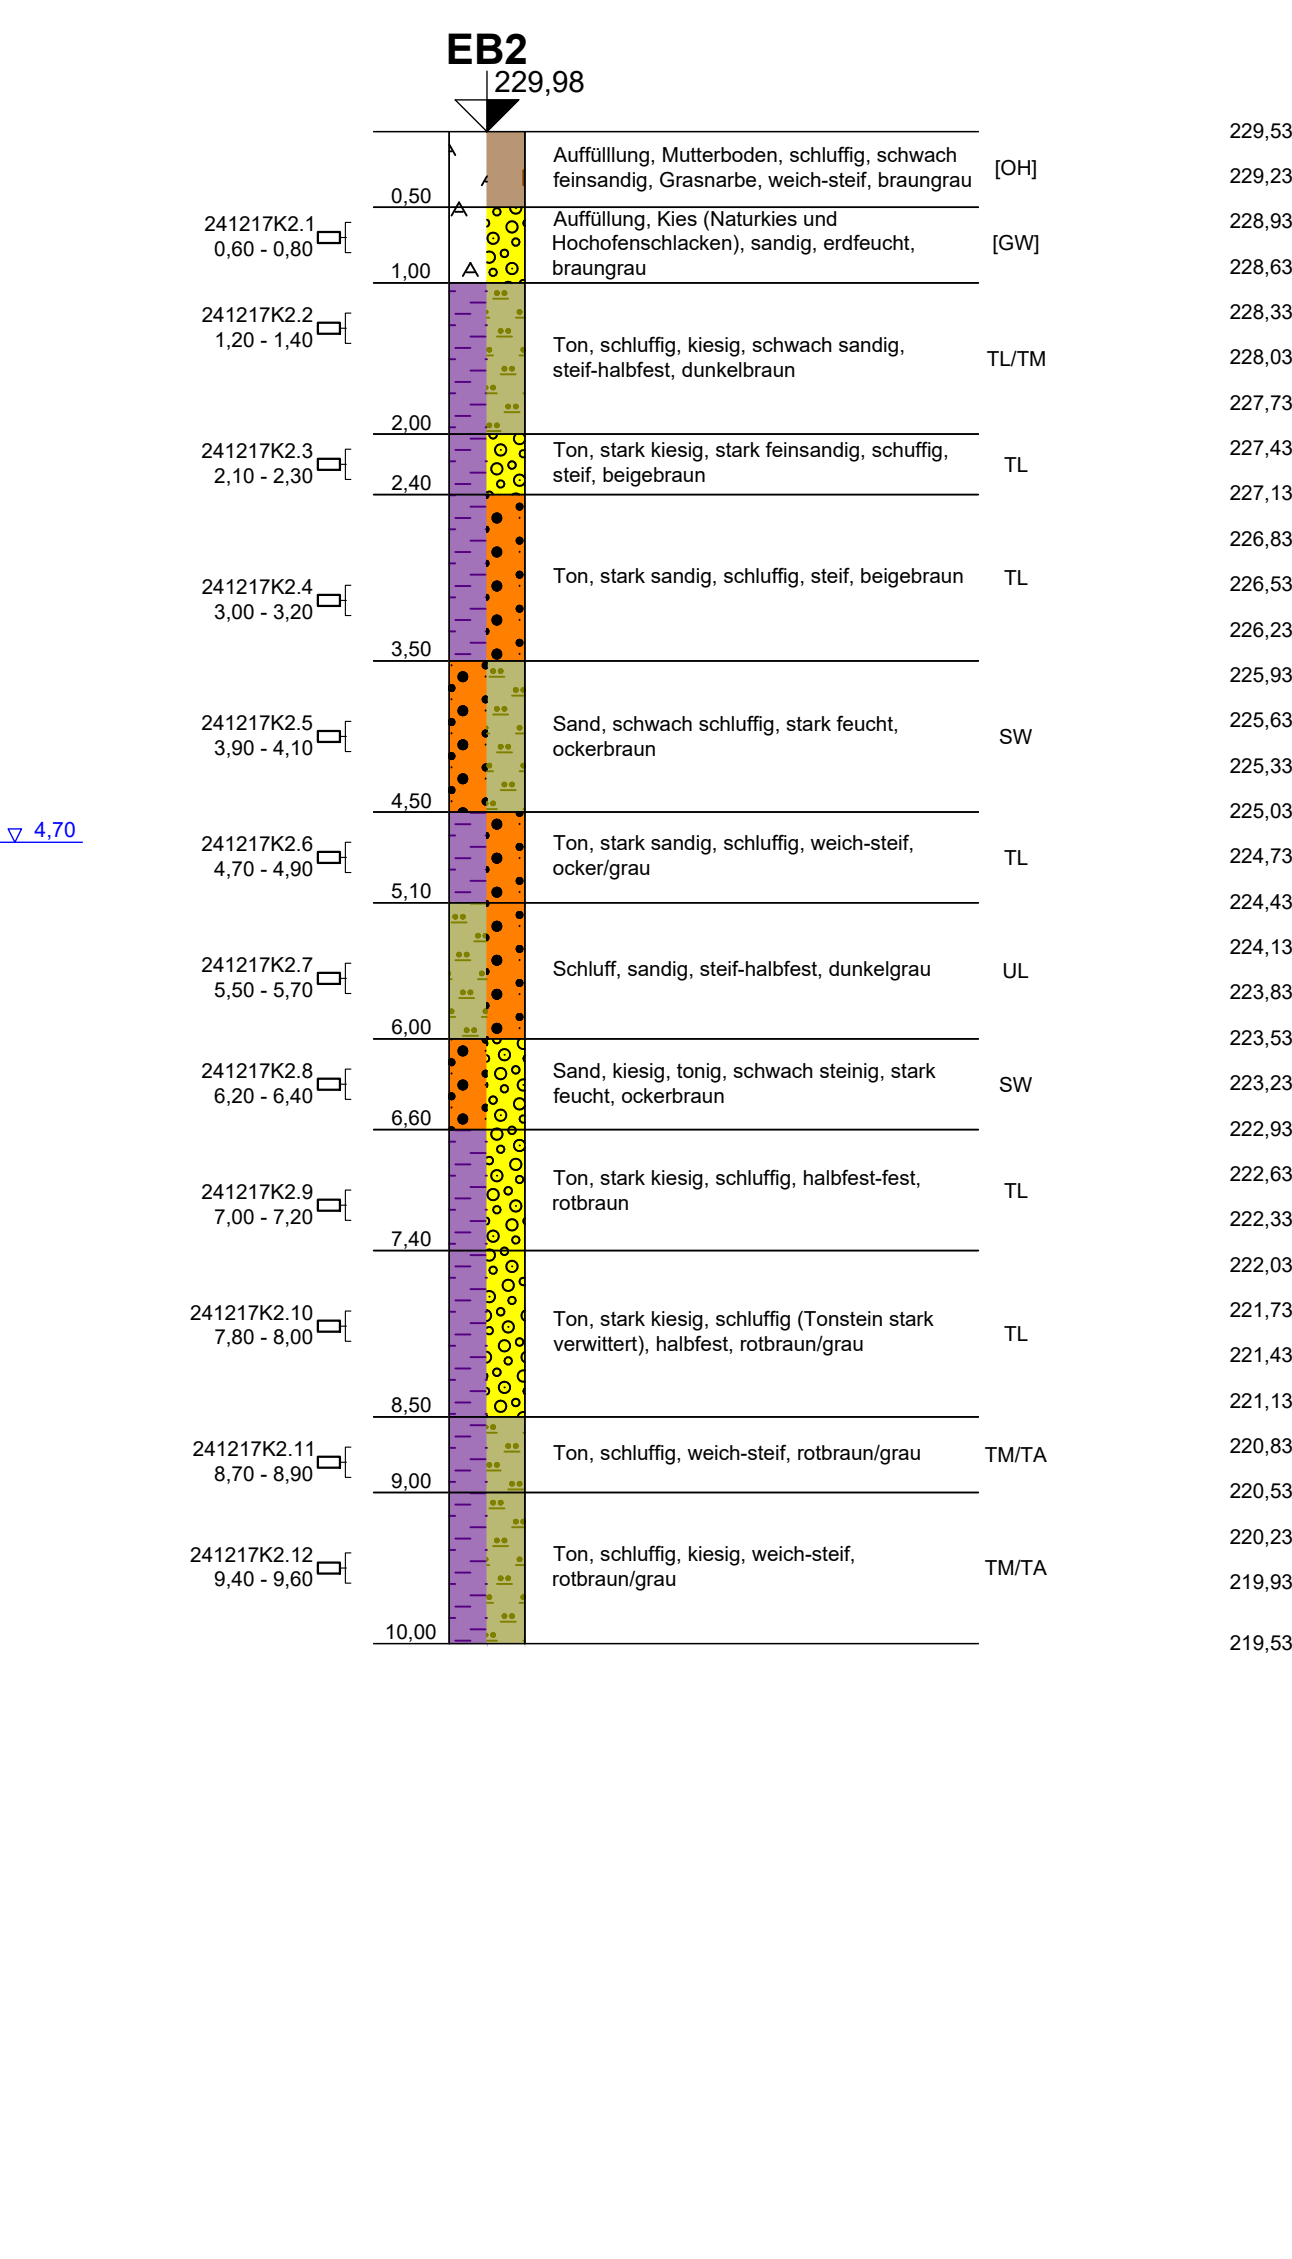 EB2
229,98
229,53
Auffülllung, Mutterboden, schluffig, schwach
feinsandig, Grasnarbe, weich-steif, braungrau
[OH]
229,23
0,50
241217K2.1
0,60 - 0,80
Auffüllung, Kies (Naturkies und
Hochofenschlacken), sandig, erdfeucht,
braungrau
[GW]
228,93
228,63
A
A
A
A
1,00
241217K2.2
1,20 - 1,40
Ton, schluffig, kiesig, schwach sandig,
steif-halbfest, dunkelbraun
TL/TM
228,33
228,03
227,73
2,00
241217K2.3
2,10 - 2,30
Ton, stark kiesig, stark feinsandig, schuffig,
steif, beigebraun
TL
227,43
2,40
227,13
241217K2.4
3,00 - 3,20
Ton, stark sandig, schluffig, steif, beigebraun
TL
226,83
226,53
226,23
3,50
225,93
241217K2.5
3,90 - 4,10
Sand, schwach schluffig, stark feucht,
ockerbraun
SW
225,63
225,33
4,50
225,03
4,70
241217K2.6
4,70 - 4,90
Ton, stark sandig, schluffig, weich-steif,
ocker/grau
TL
224,73
5,10
224,43
241217K2.7
5,50 - 5,70
Schluff, sandig, steif-halbfest, dunkelgrau
UL
224,13
223,83
6,00
223,53
241217K2.8
6,20 - 6,40
Sand, kiesig, tonig, schwach steinig, stark
feucht, ockerbraun
SW
223,23
6,60
222,93
241217K2.9
7,00 - 7,20
Ton, stark kiesig, schluffig, halbfest-fest,
rotbraun
TL
222,63
222,33
7,40
222,03
241217K2.10
7,80 - 8,00
Ton, stark kiesig, schluffig (Tonstein stark
verwittert), halbfest, rotbraun/grau
TL
221,73
221,43
8,50
221,13
241217K2.11
8,70 - 8,90
Ton, schluffig, weich-steif, rotbraun/grau
TM/TA
220,83
9,00
220,53
241217K2.12
9,40 - 9,60
Ton, schluffig, kiesig, weich-steif,
rotbraun/grau
TM/TA
220,23
219,93
10,00
219,53